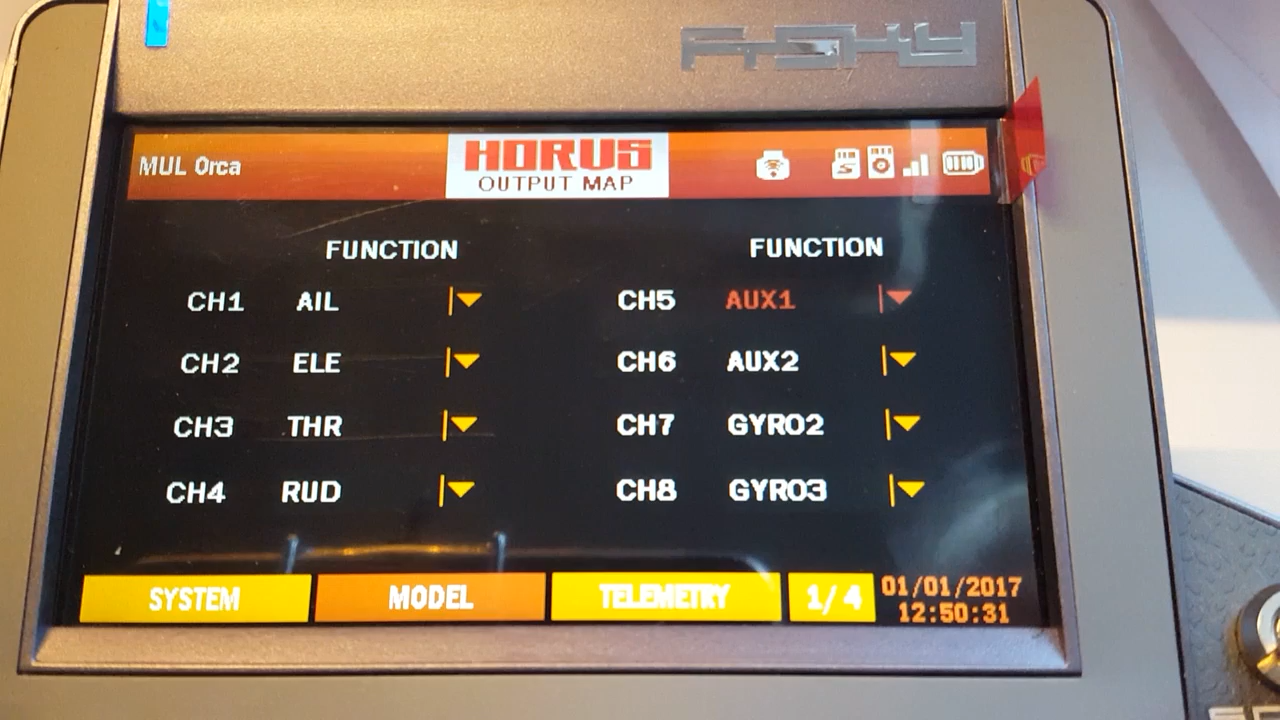 FrSky
MUL Orca
HORUS
OUTPUT MAP
FUNCTION FUNCTION
CH1 AIL CH5 AUX1
CH2 ELE CH6 AUX2
CH3 THR CH7 GYRO2
CH4 RUD CH8 GYRO3
SYSTEM MODEL TELEMETRY 1/4 01/01/2017
12:50:31